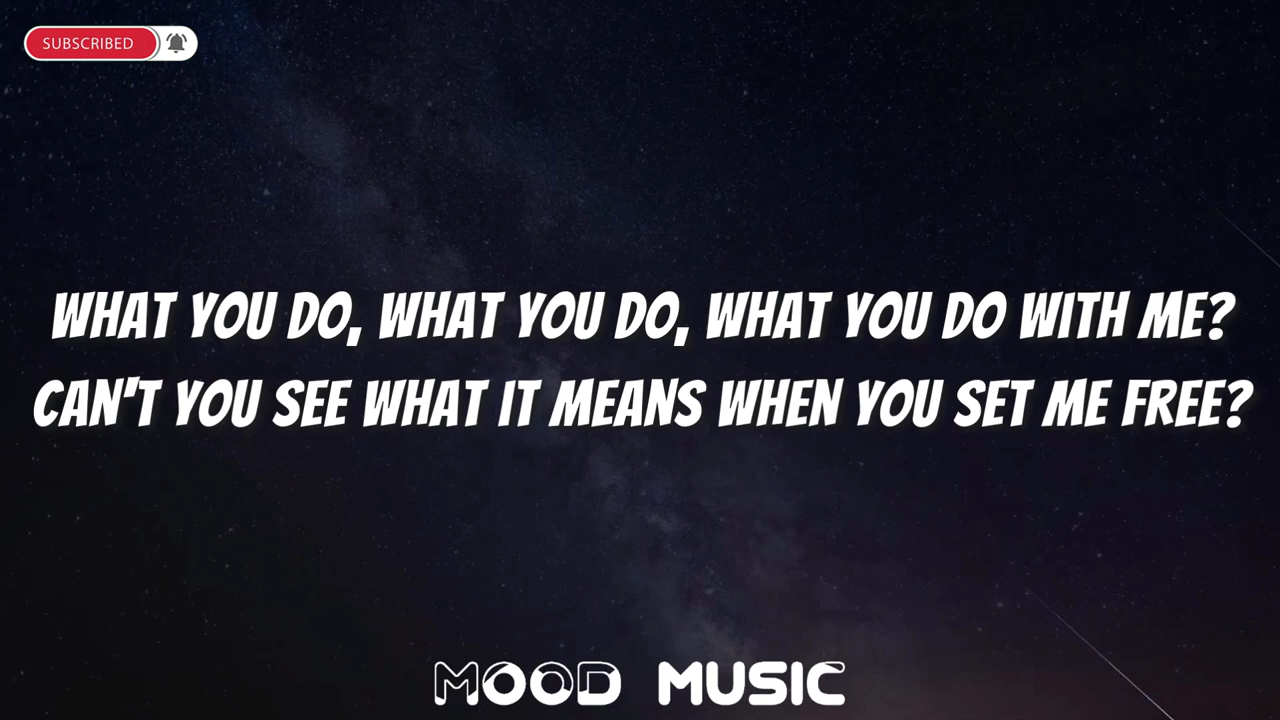 SUBSCRIBED
WHAT YOU DO, WHAT YOU DO, WHAT YOU DO WITH ME?
CAN'T YOU SEE WHAT IT MEANS WHEN YOU SET ME FREE?
MOOD MUSIC